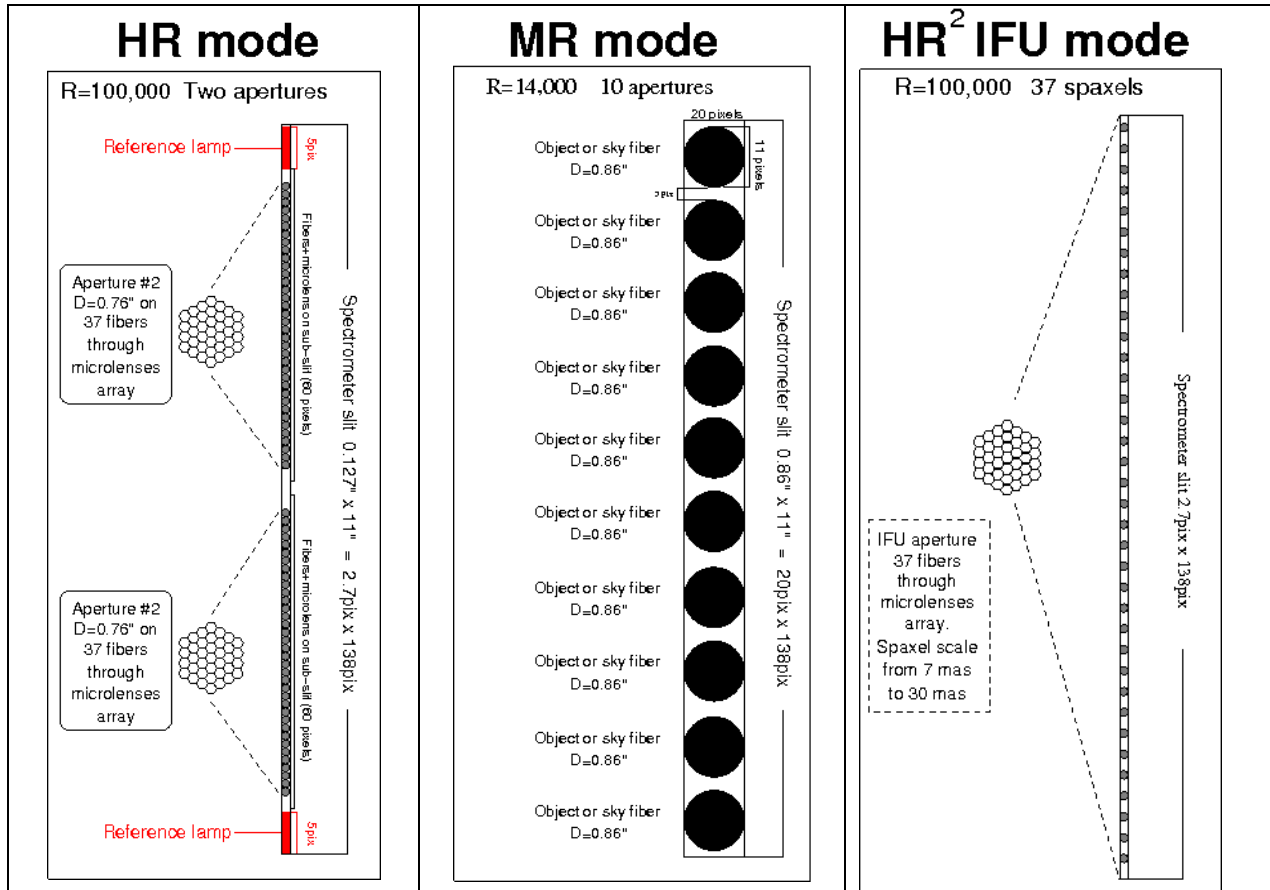 HR mode
R=100,000 Two apertures
Reference lamp
5pix
Fibers+microlens on sub-slit (60 pixels)
Aperture #2
D=0.76" on
37 fibers
through
microlenses
array
Spectrometer slit 0.127" x 11" = 2.7pix x 138pix
Fibers+microlens on sub-slit (60 pixels)
Aperture #2
D=0.76" on
37 fibers
through
microlenses
array
Reference lamp
5pix
MR mode
R=14,000 10 apertures
20 pixels
11 pixels
Object or sky fiber
D=0.86"
Object or sky fiber
D=0.86"
Object or sky fiber
D=0.86"
Object or sky fiber
D=0.86"
Object or sky fiber
D=0.86"
Object or sky fiber
D=0.86"
Object or sky fiber
D=0.86"
Object or sky fiber
D=0.86"
Object or sky fiber
D=0.86"
Object or sky fiber
D=0.86"
Spectrometer slit 0.86" x 11" = 20pix x 138pix
HR² IFU mode
R=100,000 37 spaxels
IFU aperture
37 fibers
through
microlenses
array.
Spaxel scale
from 7 mas
to 30 mas
Spectrometer slit 2.7pix x 138pix